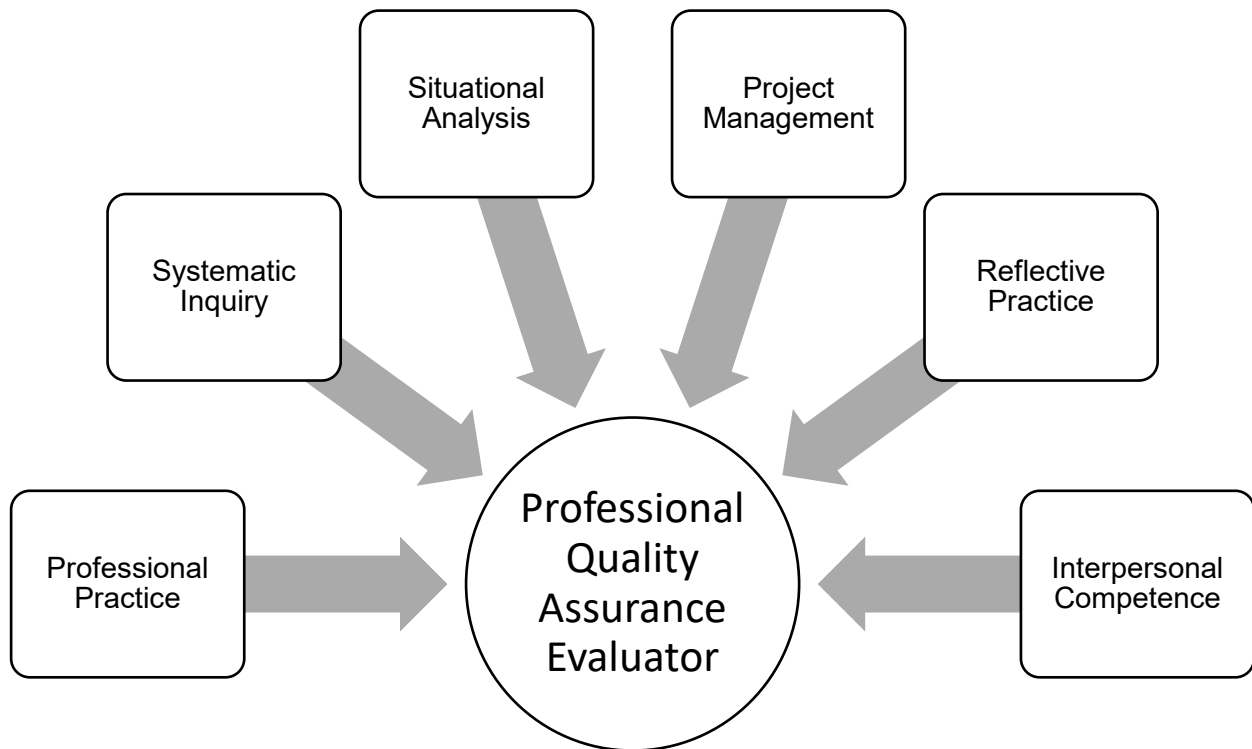 Situational
Analysis
Project
Management
Systematic
Inquiry
Reflective
Practice
Professional
Practice
Professional
Quality
Assurance
Evaluator
Interpersonal
Competence